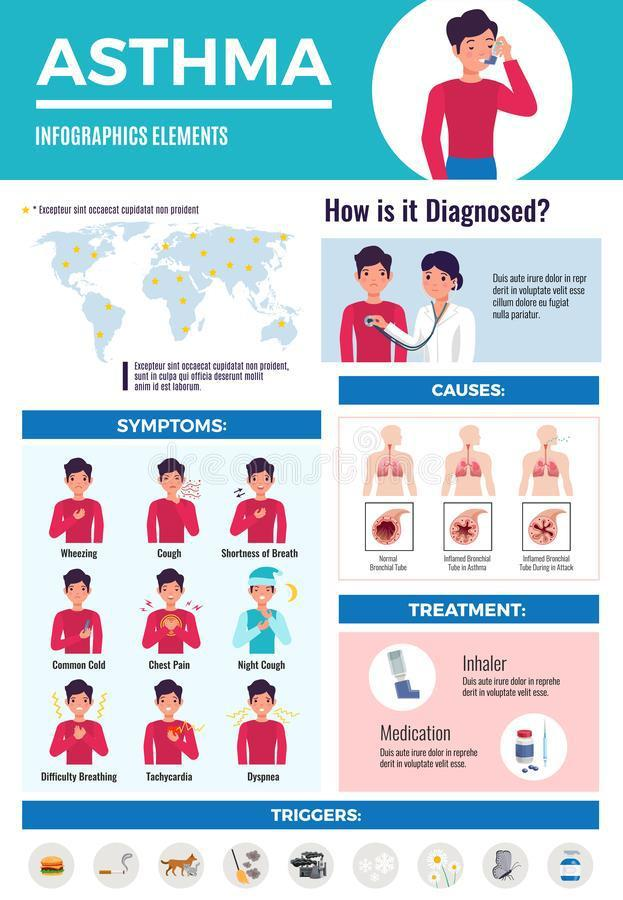 ASTHMA
INFOGRAPHICS ELEMENTS
* Excepteur sint occaecat cupidatat non proident
Excepteur sint occaecat cupidatat non proident,
sunt in culpa qui officia deserunt mollit
anim id est laborum.
How is it Diagnosed?
Duis aute irure dolor in repr
derit in voluptate velit esse
cillum dolore eu fugiat
nulla pariatur.
SYMPTOMS:
Wheezing
Cough
Shortness of Breath
Common Cold
Chest Pain
Night Cough
Difficulty Breathing
Tachycardia
Dyspnea
CAUSES:
Normal
Bronchial Tube
Inflamed Bronchial
Tube in Asthma
Inflamed Bronchial
Tube During in Attack
TREATMENT:
Inhaler
Duis aute irure dolor in reprehe
derit in voluptate velit esse.
Medication
Duis aute irure dolor in reprehe
derit in voluptate velit esse.
TRIGGERS:
dreamstime